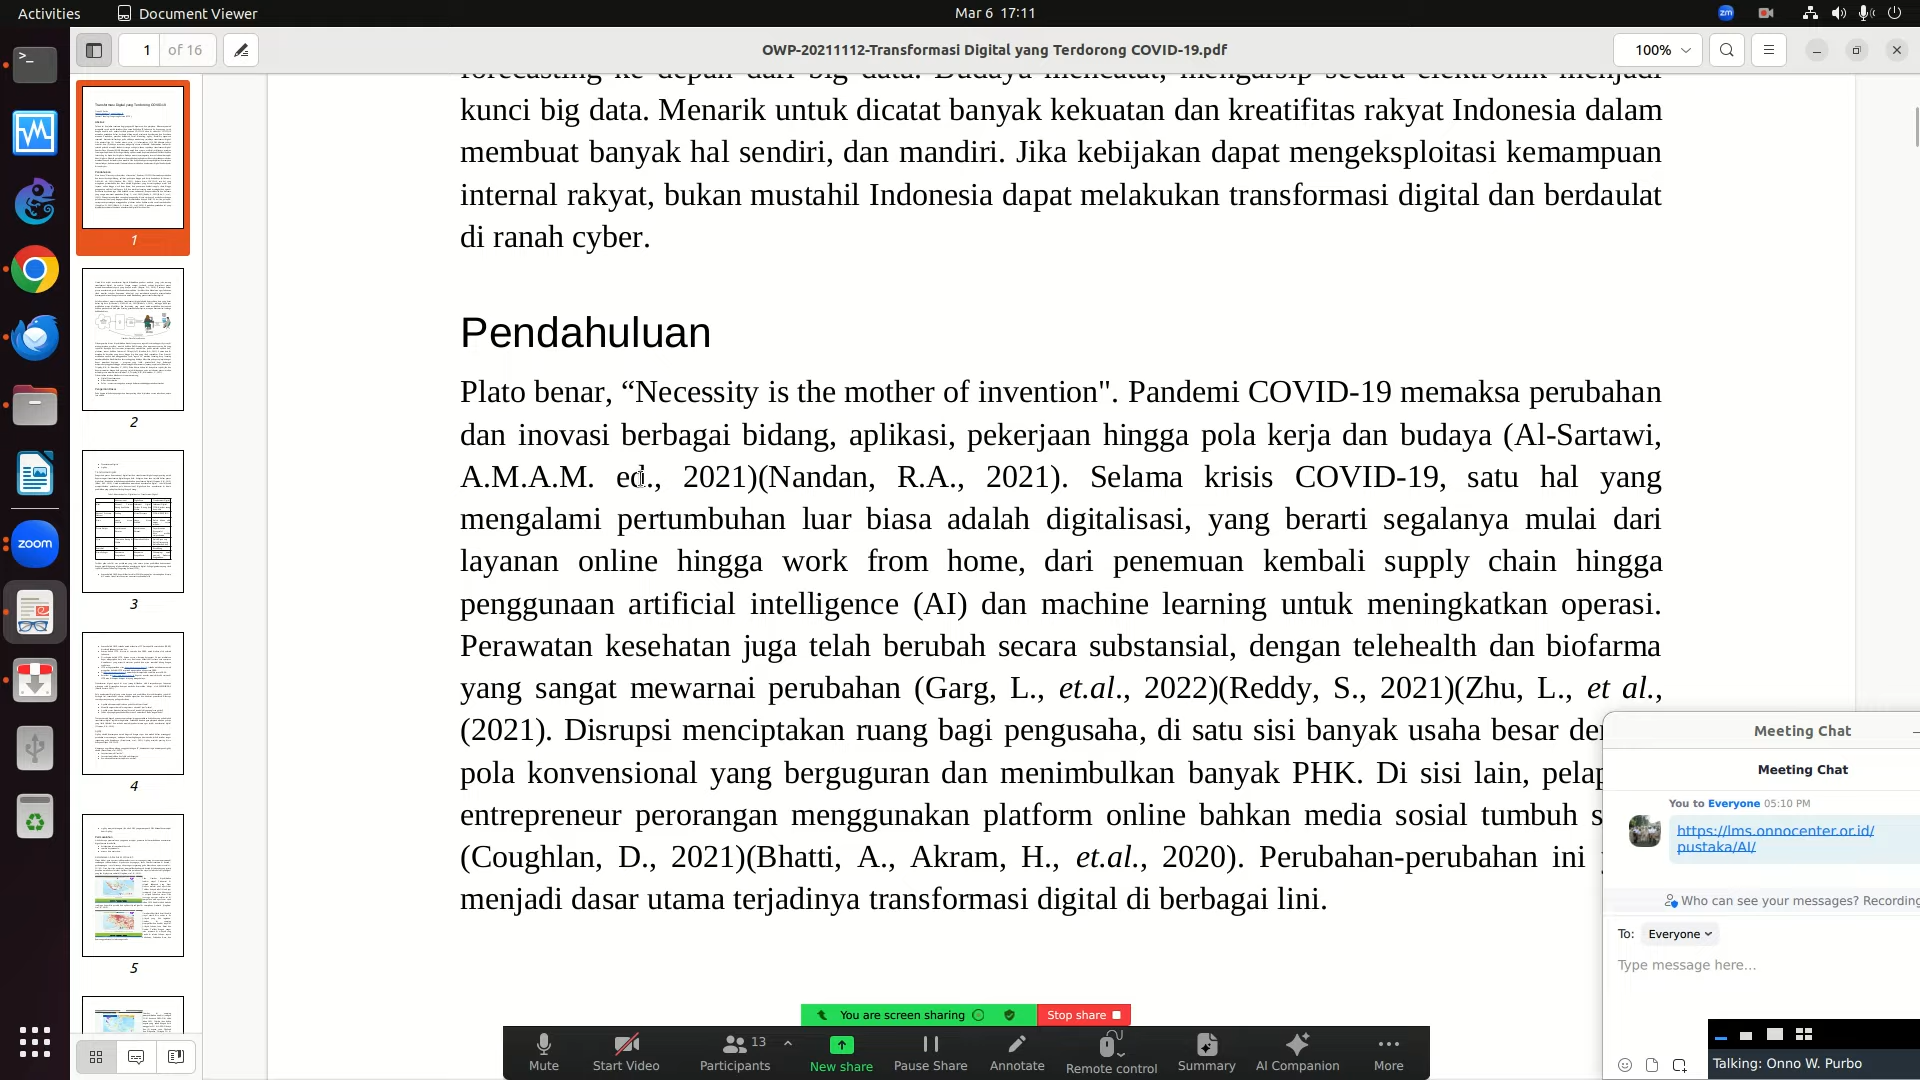 Activities
Document Viewer
Mar 6 17:11
zm
1 of 16
OWP-20211112-Transformasi Digital yang Terdorong COVID-19.pdf
100%
kunci big data. Menarik untuk dicatat banyak kekuatan dan kreatifitas rakyat Indonesia dalam
membuat banyak hal sendiri, dan mandiri. Jika kebijakan dapat mengeksploitasi kemampuan
internal rakyat, bukan mustahil Indonesia dapat melakukan transformasi digital dan berdaulat
di ranah cyber.
Pendahuluan
Plato benar, “Necessity is the mother of invention". Pandemi COVID-19 memaksa perubahan
dan inovasi berbagai bidang, aplikasi, pekerjaan hingga pola kerja dan budaya (Al-Sartawi,
A.M.A.M. ed., 2021)(Nandan, R.A., 2021). Selama krisis COVID-19, satu hal yang
mengalami pertumbuhan luar biasa adalah digitalisasi, yang berarti segalanya mulai dari
layanan online hingga work from home, dari penemuan kembali supply chain hingga
penggunaan artificial intelligence (AI) dan machine learning untuk meningkatkan operasi.
Perawatan kesehatan juga telah berubah secara substansial, dengan telehealth dan biofarma
yang sangat mewarnai perubahan (Garg, L., et.al., 2022)(Reddy, S., 2021)(Zhu, L., et al.,
(2021). Disrupsi menciptakan ruang bagi pengusaha, di satu sisi banyak usaha besar
pola konvensional yang berguguran dan menimbulkan banyak PHK. Di sisi lain,
entrepreneur perorangan menggunakan platform online bahkan media sosial tumbuh
(Coughlan, D., 2021)(Bhatti, A., Akram, H., et.al., 2020). Perubahan-perubahan ini
menjadi dasar utama terjadinya transformasi digital di berbagai lini.
1
2
3
4
5
zoom
Meeting Chat
Meeting Chat
You to Everyone 05:10 PM
https://lms.onnocenter.or.id/
pustaka/AI/
Who can see your messages? Recording
To: Everyone
Type message here...
Talking: Onno W. Purbo
You are screen sharing
Stop share
Mute
Start Video
Participants
13
New share
Pause Share
Annotate
Remote control
Summary
AI Companion
More